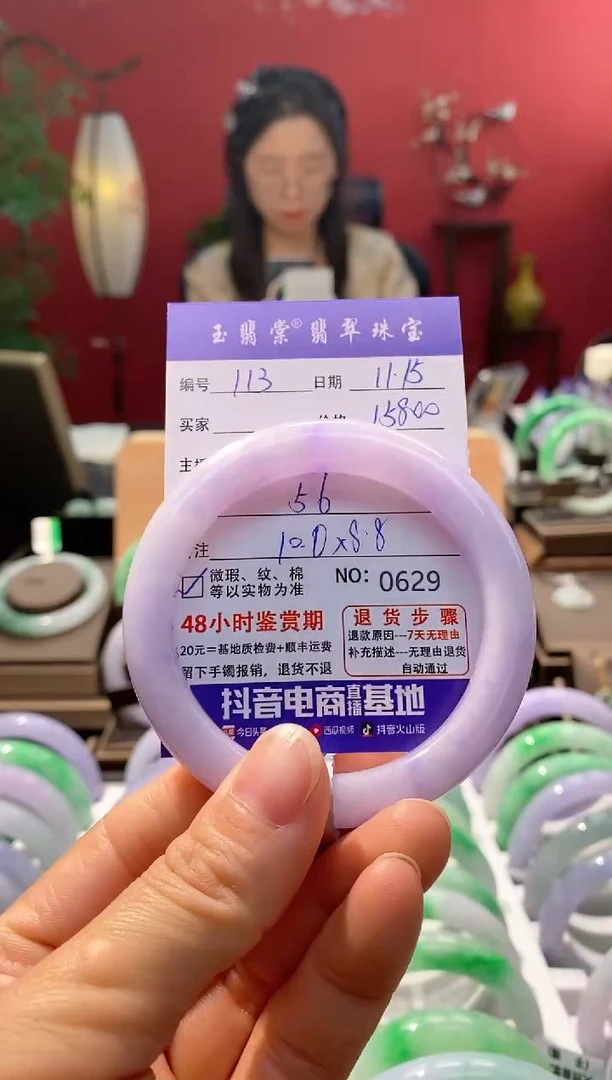 玉翡棠® 翡翠珠宝
编号 113 日期 11.15
买家 15800
56
注 12.0x8.8
微瑕、纹、棉
等以实物为准
NO: 0629
48小时鉴赏期
20元=基地质检费+顺丰运费
留下手镯报销，退货不退
退货步骤
退款原因---7天无理由
补充描述---无理由退货
自动通过
抖音电商直播基地
今日头条 西瓜视频 抖音火山版